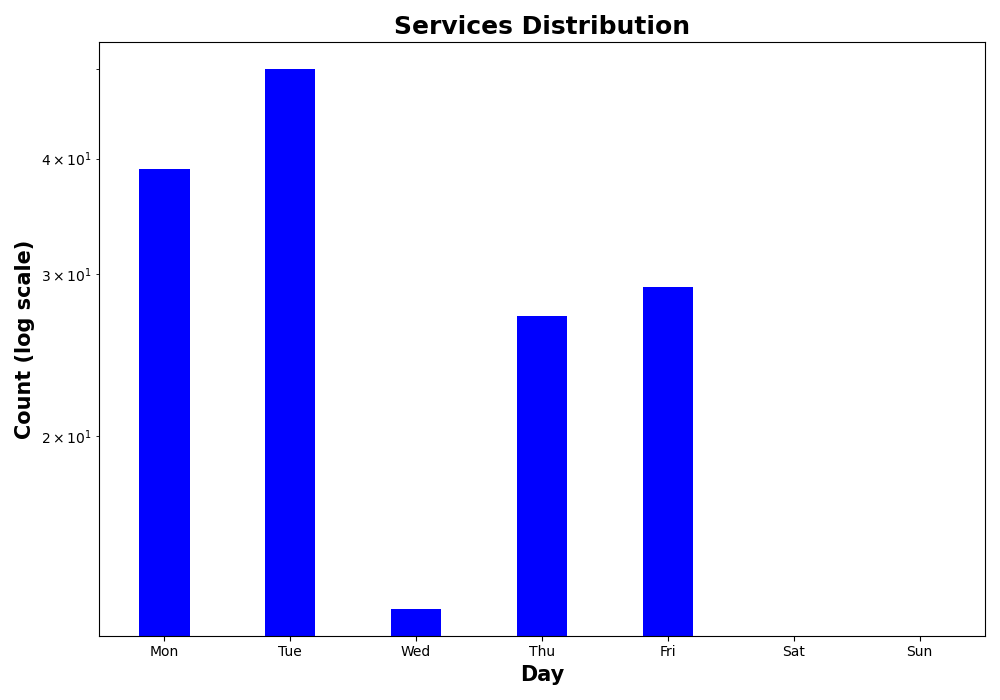 Services Distribution
Count (log scale)
4 × 10¹
3 × 10¹
2 × 10¹
Mon Tue Wed Thu Fri Sat Sun
Day